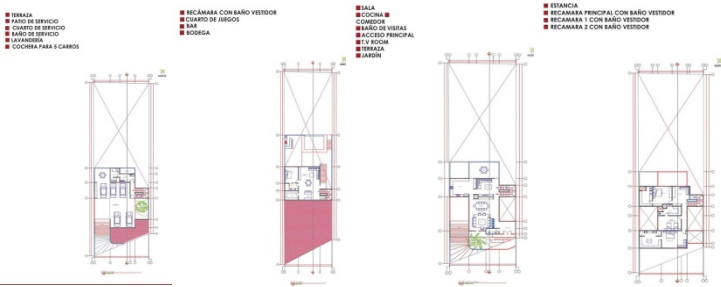 TERRAZA
PATIO DE SERVICIO
CUARTO DE SERVICIO
BAÑO DE SERVICIO
LAVANDERÍA
COCHERA PARA 5 CARROS
RECÁMARA CON BAÑO VESTIDOR
CUARTO DE JUEGOS
BAR
BODEGA
SALA
COCINA
COMEDOR
BAÑO DE VISITAS
ACCESO PRINCIPAL
T.V ROOM
TERRAZA
JARDÍN
ESTANCIA
RECAMARA PRINCIPAL CON BAÑO VESTIDOR
RECAMARA 1 CON BAÑO VESTIDOR
RECAMARA 2 CON BAÑO VESTIDOR